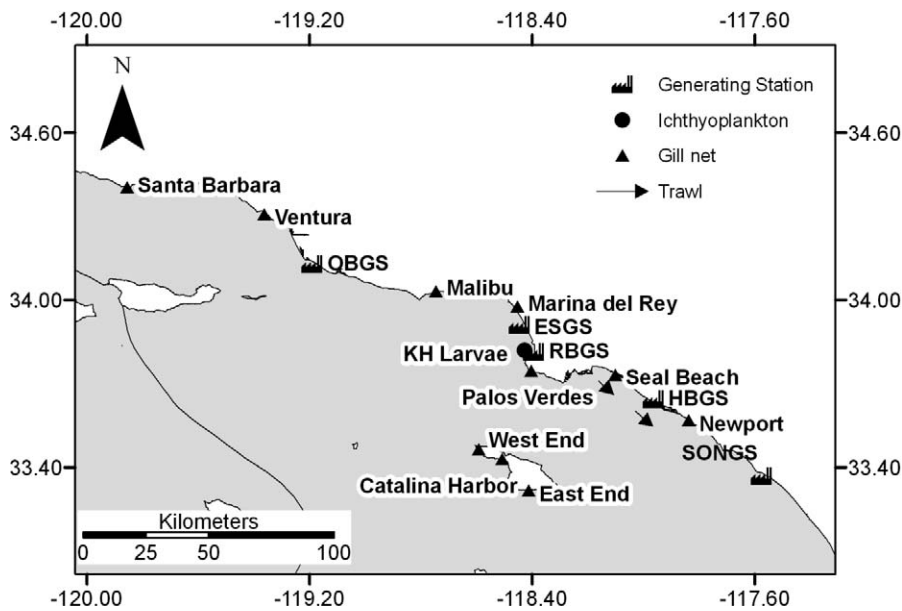 -120.00 -119.20 -118.40 -117.60
N
Generating Station
34.60 34.60
Ichthyoplankton
Gill net
Trawl
Santa Barbara
Ventura
OBGS
Malibu
34.00 34.00
Marina del Rey
ESGS
KH Larvae RBGS
Seal Beach
Palos Verdes HBGS
Newport
West End SONGS
33.40 33.40
Catalina Harbor East End
Kilometers
0 25 50 100
-120.00 -119.20 -118.40 -117.60